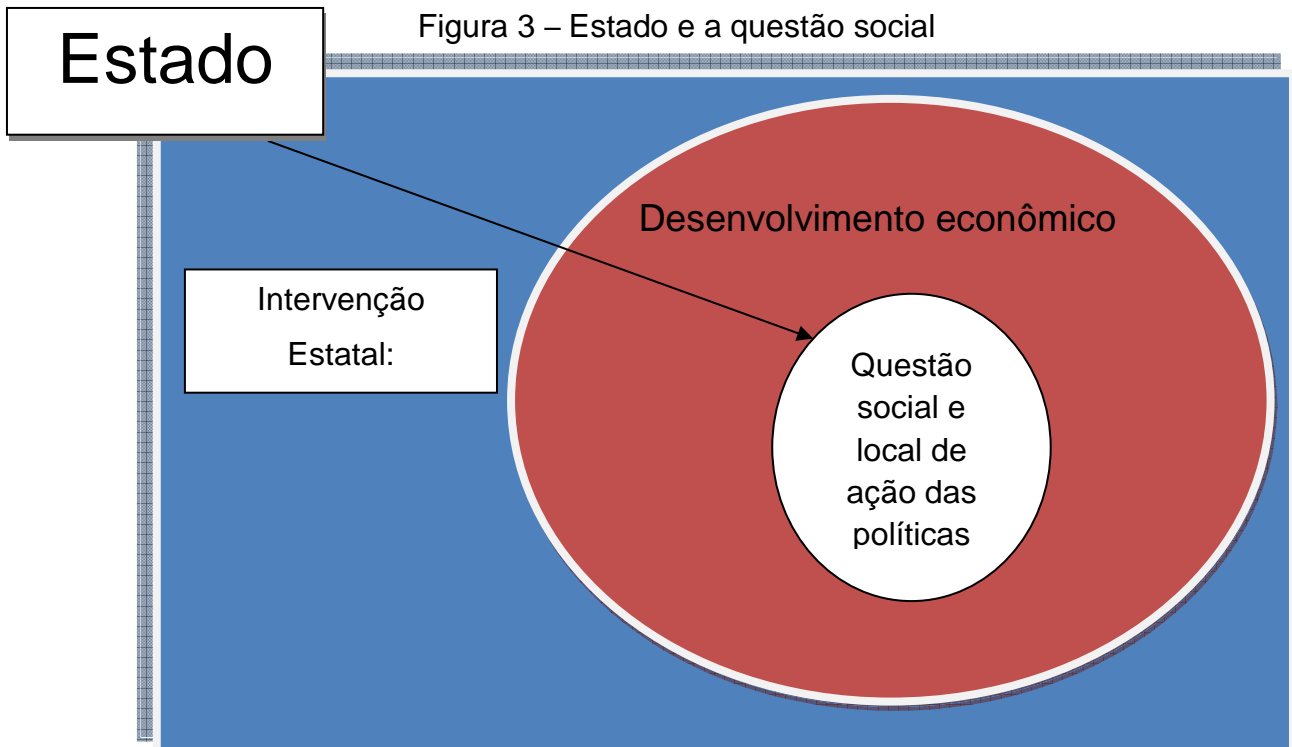 Figura 3 – Estado e a questão social
Estado
Desenvolvimento econômico
Intervenção
Estatal:
Questão
social e
local de
ação das
políticas